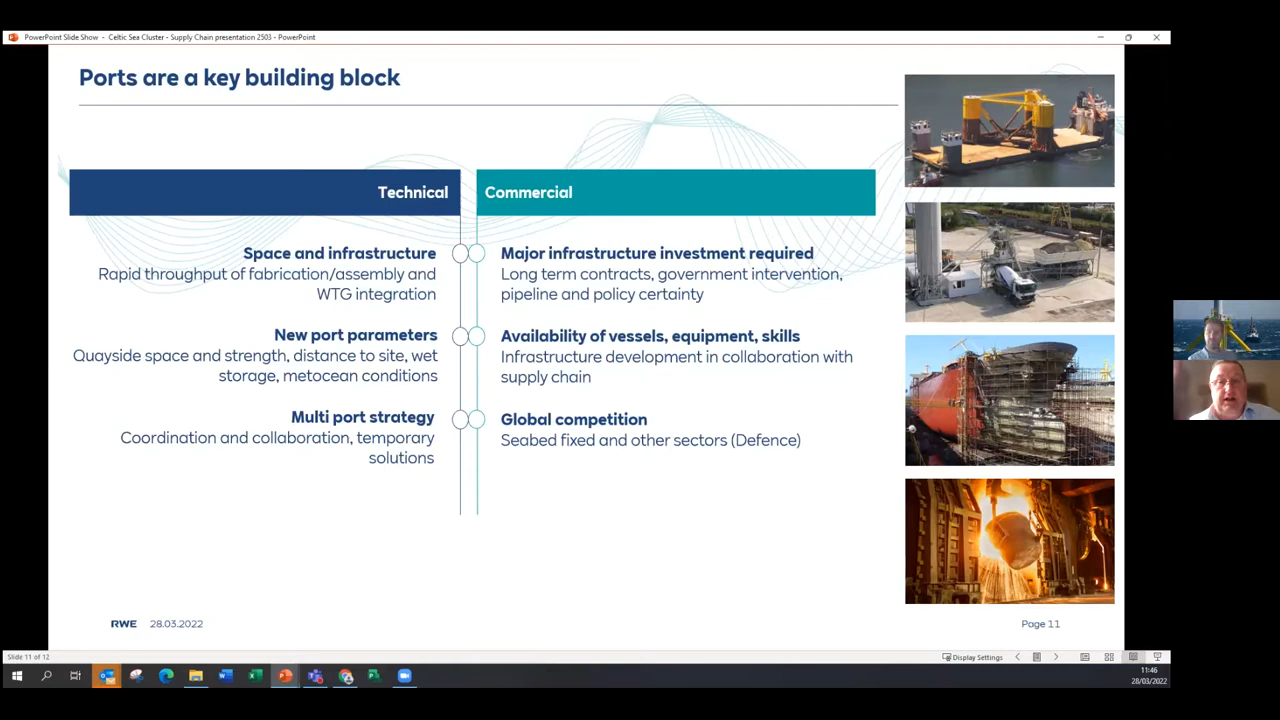 PowerPoint Slide Show - Celtic Sea Cluster - Supply Chain presentation 2503 - PowerPoint
Ports are a key building block
Technical
Commercial
Space and infrastructure
Rapid throughput of fabrication/assembly and
WTG integration
New port parameters
Quayside space and strength, distance to site, wet
storage, metocean conditions
Multi port strategy
Coordination and collaboration, temporary
solutions
Major infrastructure investment required
Long term contracts, government intervention,
pipeline and policy certainty
Availability of vessels, equipment, skills
Infrastructure development in collaboration with
supply chain
Global competition
Seabed fixed and other sectors (Defence)
RWE 28.03.2022
Page 11
Slide 11 of 12
Display Settings
11:46
28/03/2022